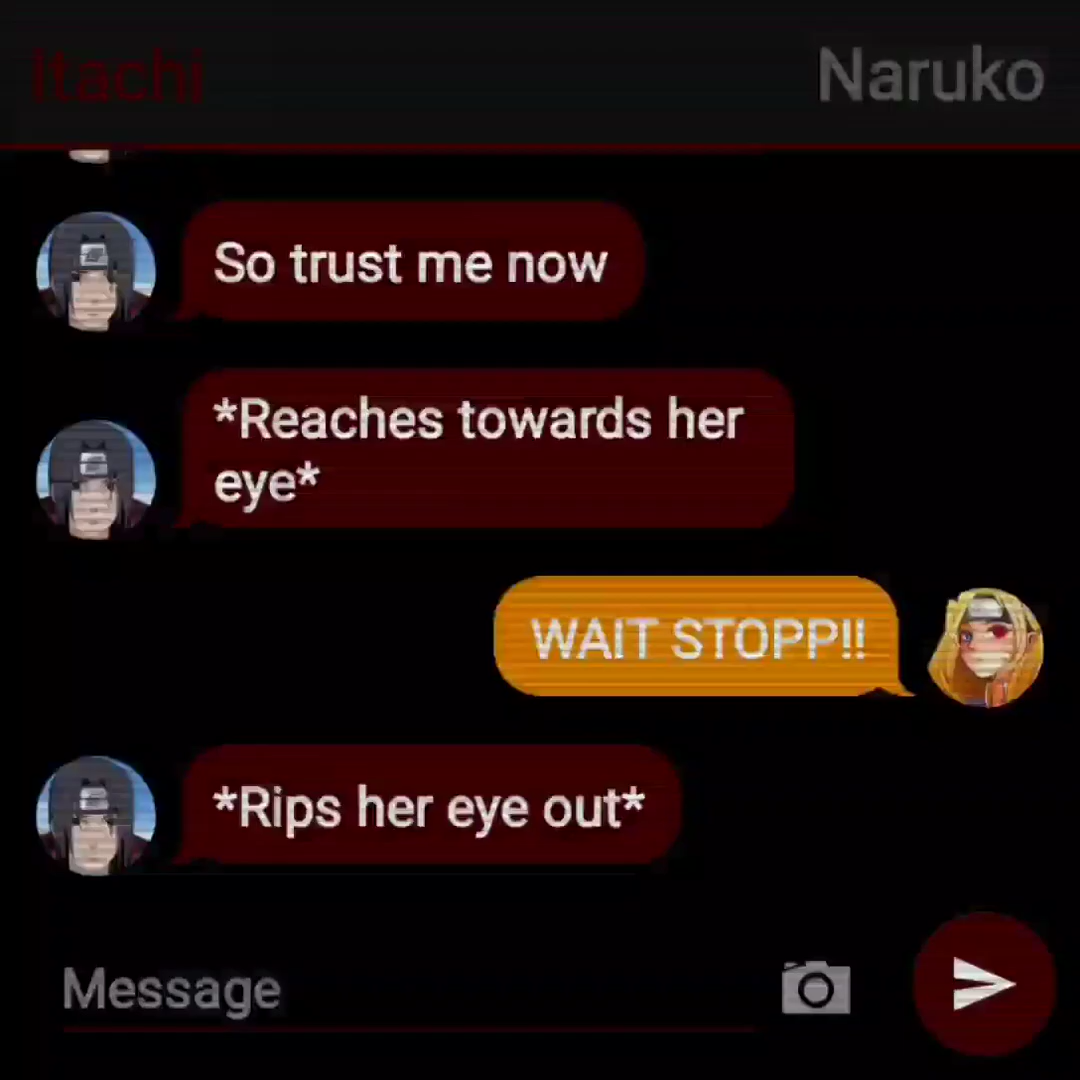 Itachi
Naruko
So trust me now
*Reaches towards her
eye*
WAIT STOPP!!
*Rips her eye out*
Message